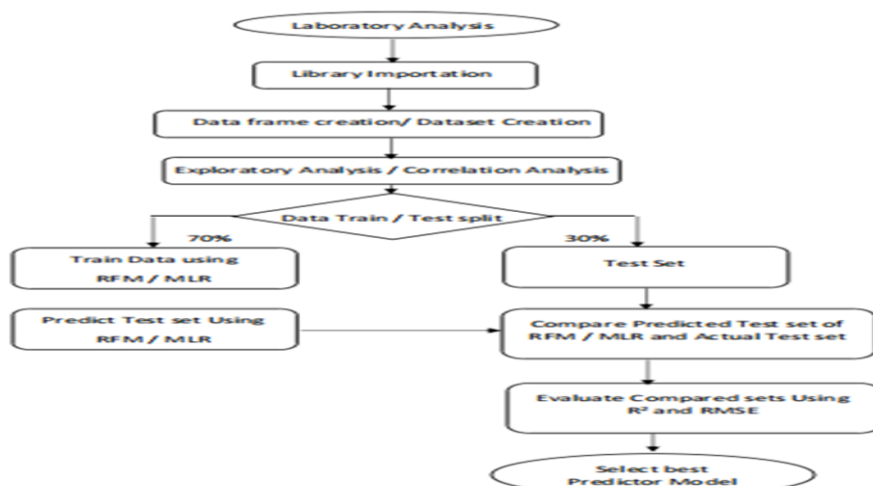 Laboratory Analysis
Library Importation
Data frame creation/ Dataset Creation
Exploratory Analysis / Correlation Analysis
Data Train / Test split
70%
30%
Train Data using
RFM / MLR
Test Set
Predict Test set Using
RFM / MLR
Compare Predicted Test set of
RFM / MLR and Actual Test set
Evaluate Compared sets Using
R² and RMSE
Select best
Predictor Model